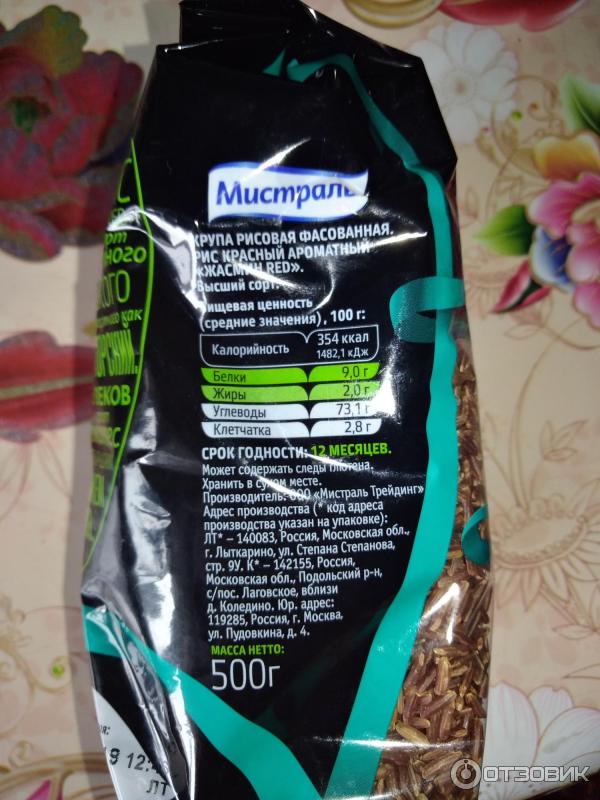 Мистраль
КРУПА РИСОВАЯ ФАСОВАННАЯ.
РИС КРАСНЫЙ АРОМАТНЫЙ
«ЖАСМИН RED».
Высший сорт.
Пищевая ценность
(средние значения), 100 г:
Калорийность 354 ккал
1482,1 кДж
Белки 9,0 г
Жиры 2,0 г
Углеводы 73,1 г
Клетчатка 2,8 г
СРОК ГОДНОСТИ: 12 МЕСЯЦЕВ.
Может содержать следы глютена.
Хранить в сухом месте.
Производитель: ООО «Мистраль Трейдинг»
Адрес производства (* код адреса
производства указан на упаковке):
ЛТ* – 140083, Россия, Московская обл.,
г. Лыткарино, ул. Степана Степанова,
стр. 9У. К* – 142155, Россия,
Московская обл., Подольский р-н,
с/пос. Лаговское, вблизи
д. Коледино. Юр. адрес:
119285, Россия, г. Москва,
ул. Пудовкина, д. 4.
МАССА НЕТТО:
500г
ЛТ
ОТЗОВИК